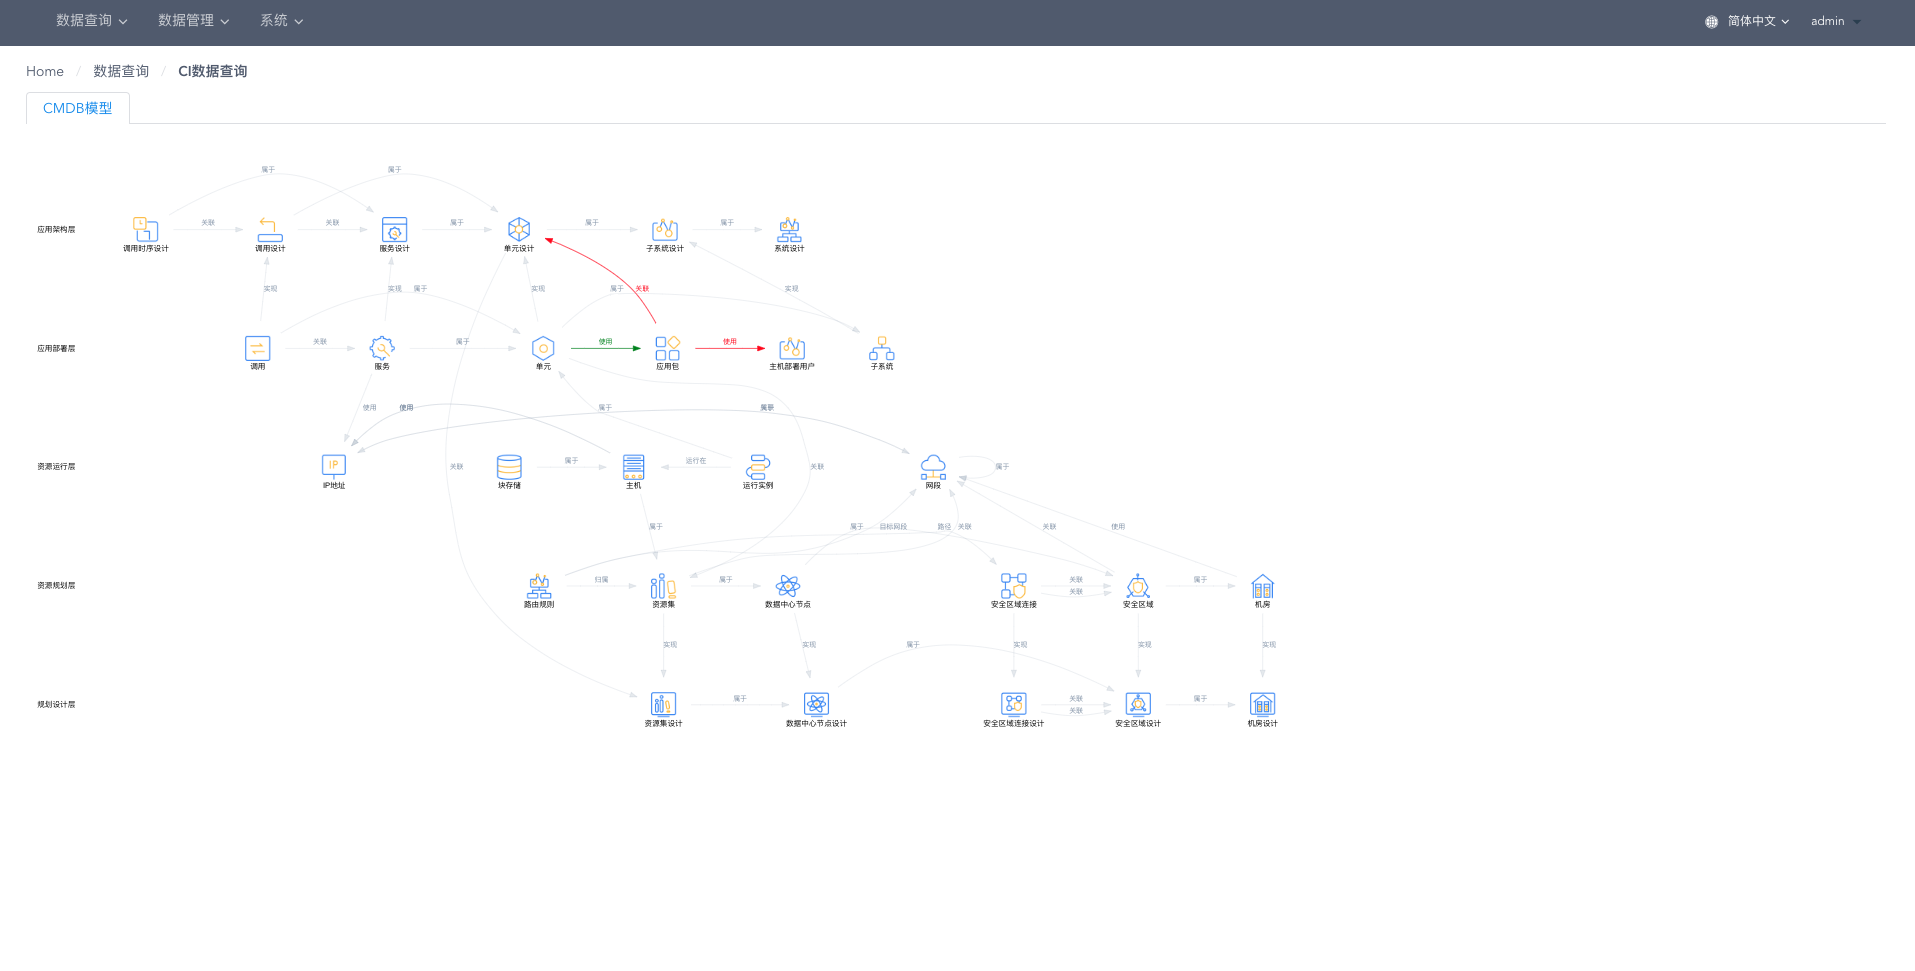 数据查询
数据管理
系统
简体中文
admin
Home / 数据查询 / CI数据查询
CMDB模型
属于
属于
应用架构层
关联
关联
属于
属于
属于
调用时序设计
调用设计
服务设计
单元设计
子系统设计
系统设计
实现
实现
属于
实现
属于
关联
实现
应用部署层
关联
属于
使用
使用
调用
服务
单元
应用包
主机部署用户
子系统
使用
使用
属于
资源运行层
关联
属于
运行在
关联
属于
IP
IP地址
块存储
主机
运行实例
网段
属于
属于
目标网段
路径
关联
关联
使用
资源规划层
归属
属于
关联
关联
属于
路由规则
资源集
数据中心节点
安全区域连接
安全区域
机房
实现
实现
属于
实现
实现
实现
规划设计层
属于
关联
关联
属于
资源集设计
数据中心节点设计
安全区域连接设计
安全区域设计
机房设计